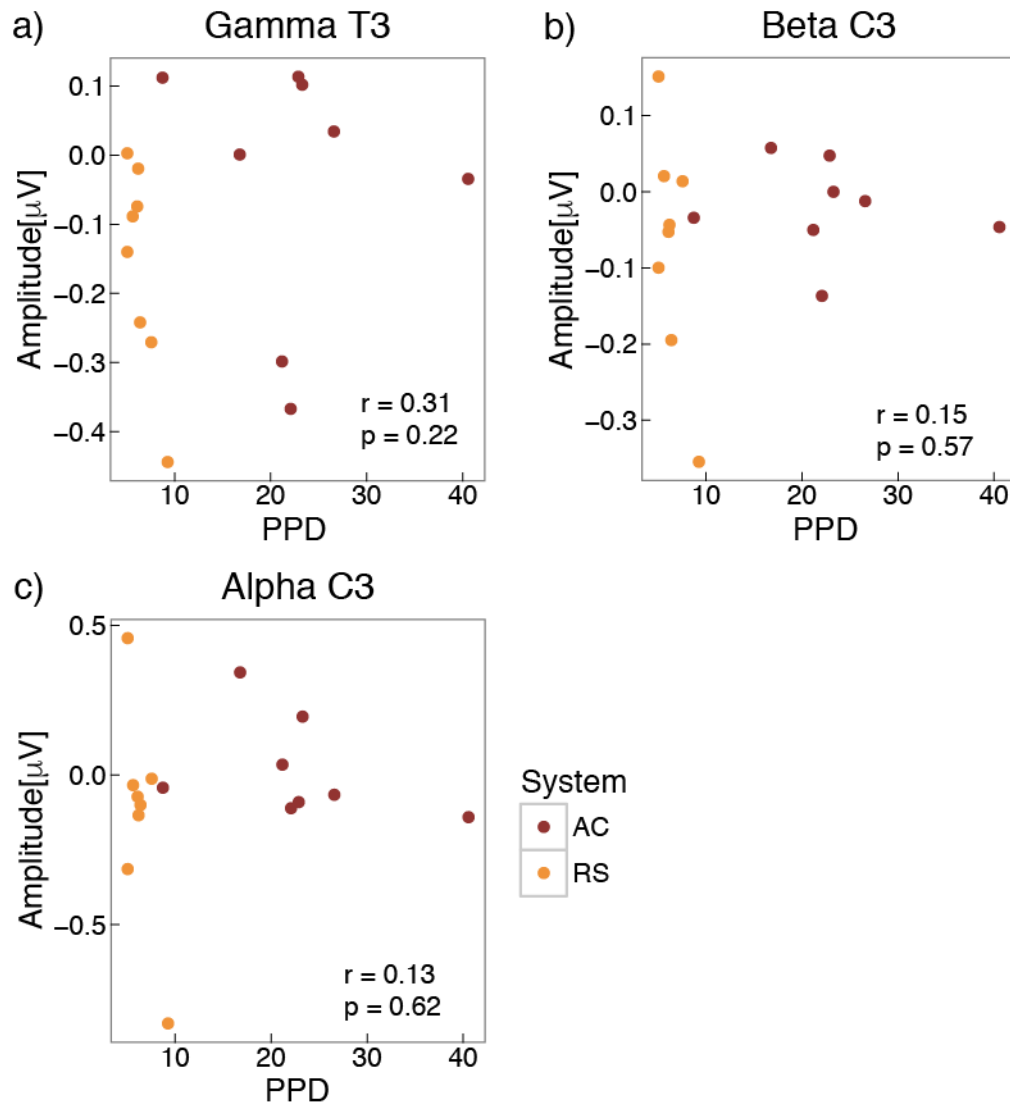 a) Gamma T3
0.1
0.0
−0.1
−0.2
−0.3
−0.4
Amplitude[μV]
r = 0.31
p = 0.22
10 20 30 40
PPD
b) Beta C3
0.1
0.0
−0.1
−0.2
−0.3
Amplitude[μV]
r = 0.15
p = 0.57
10 20 30 40
PPD
c) Alpha C3
0.5
0.0
−0.5
Amplitude[μV]
r = 0.13
p = 0.62
10 20 30 40
PPD
System
AC
RS